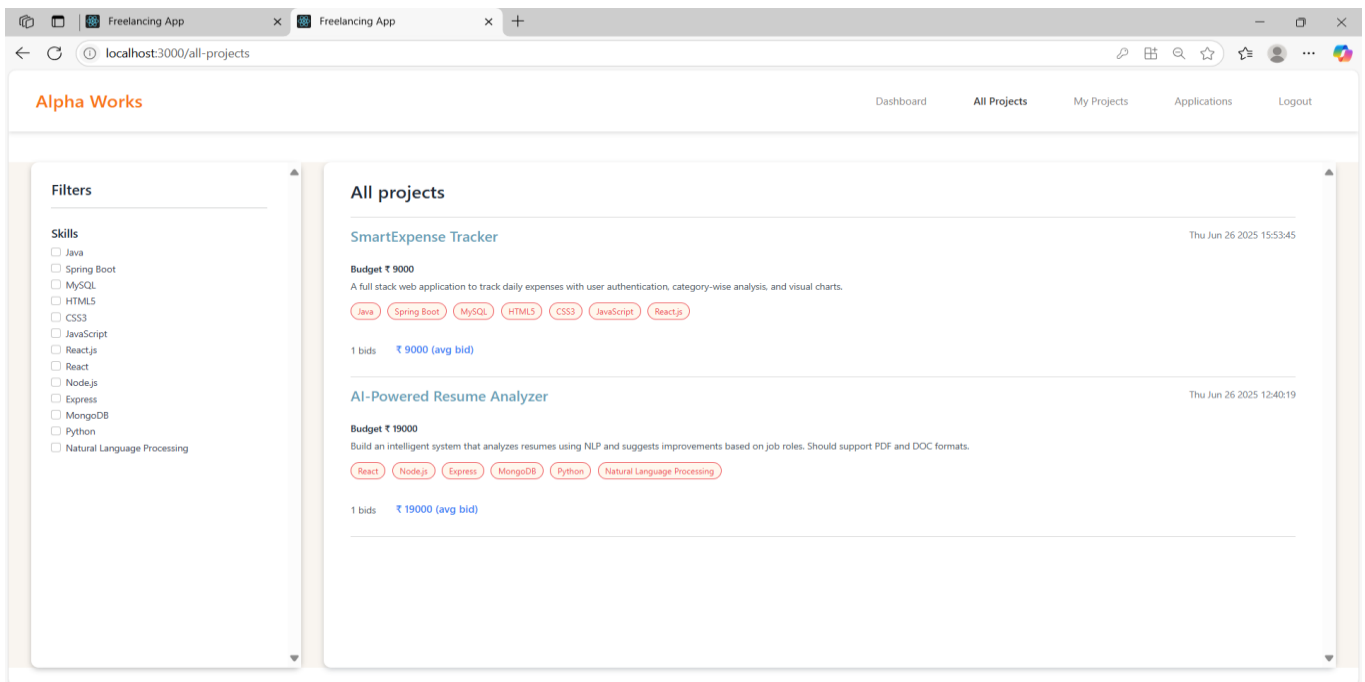 Freelancing App
Freelancing App
localhost:3000/all-projects
Alpha Works
Dashboard
All Projects
My Projects
Applications
Logout
Filters
Skills
Java
Spring Boot
MySQL
HTML5
CSS3
JavaScript
React.js
React
Node.js
Express
MongoDB
Python
Natural Language Processing
All projects
SmartExpense Tracker
Thu Jun 26 2025 15:53:45
Budget ₹ 9000
A full stack web application to track daily expenses with user authentication, category-wise analysis, and visual charts.
Java Spring Boot MySQL HTML5 CSS3 JavaScript React.js
1 bids ₹ 9000 (avg bid)
AI-Powered Resume Analyzer
Thu Jun 26 2025 12:40:19
Budget ₹ 19000
Build an intelligent system that analyzes resumes using NLP and suggests improvements based on job roles. Should support PDF and DOC formats.
React Node.js Express MongoDB Python Natural Language Processing
1 bids ₹ 19000 (avg bid)